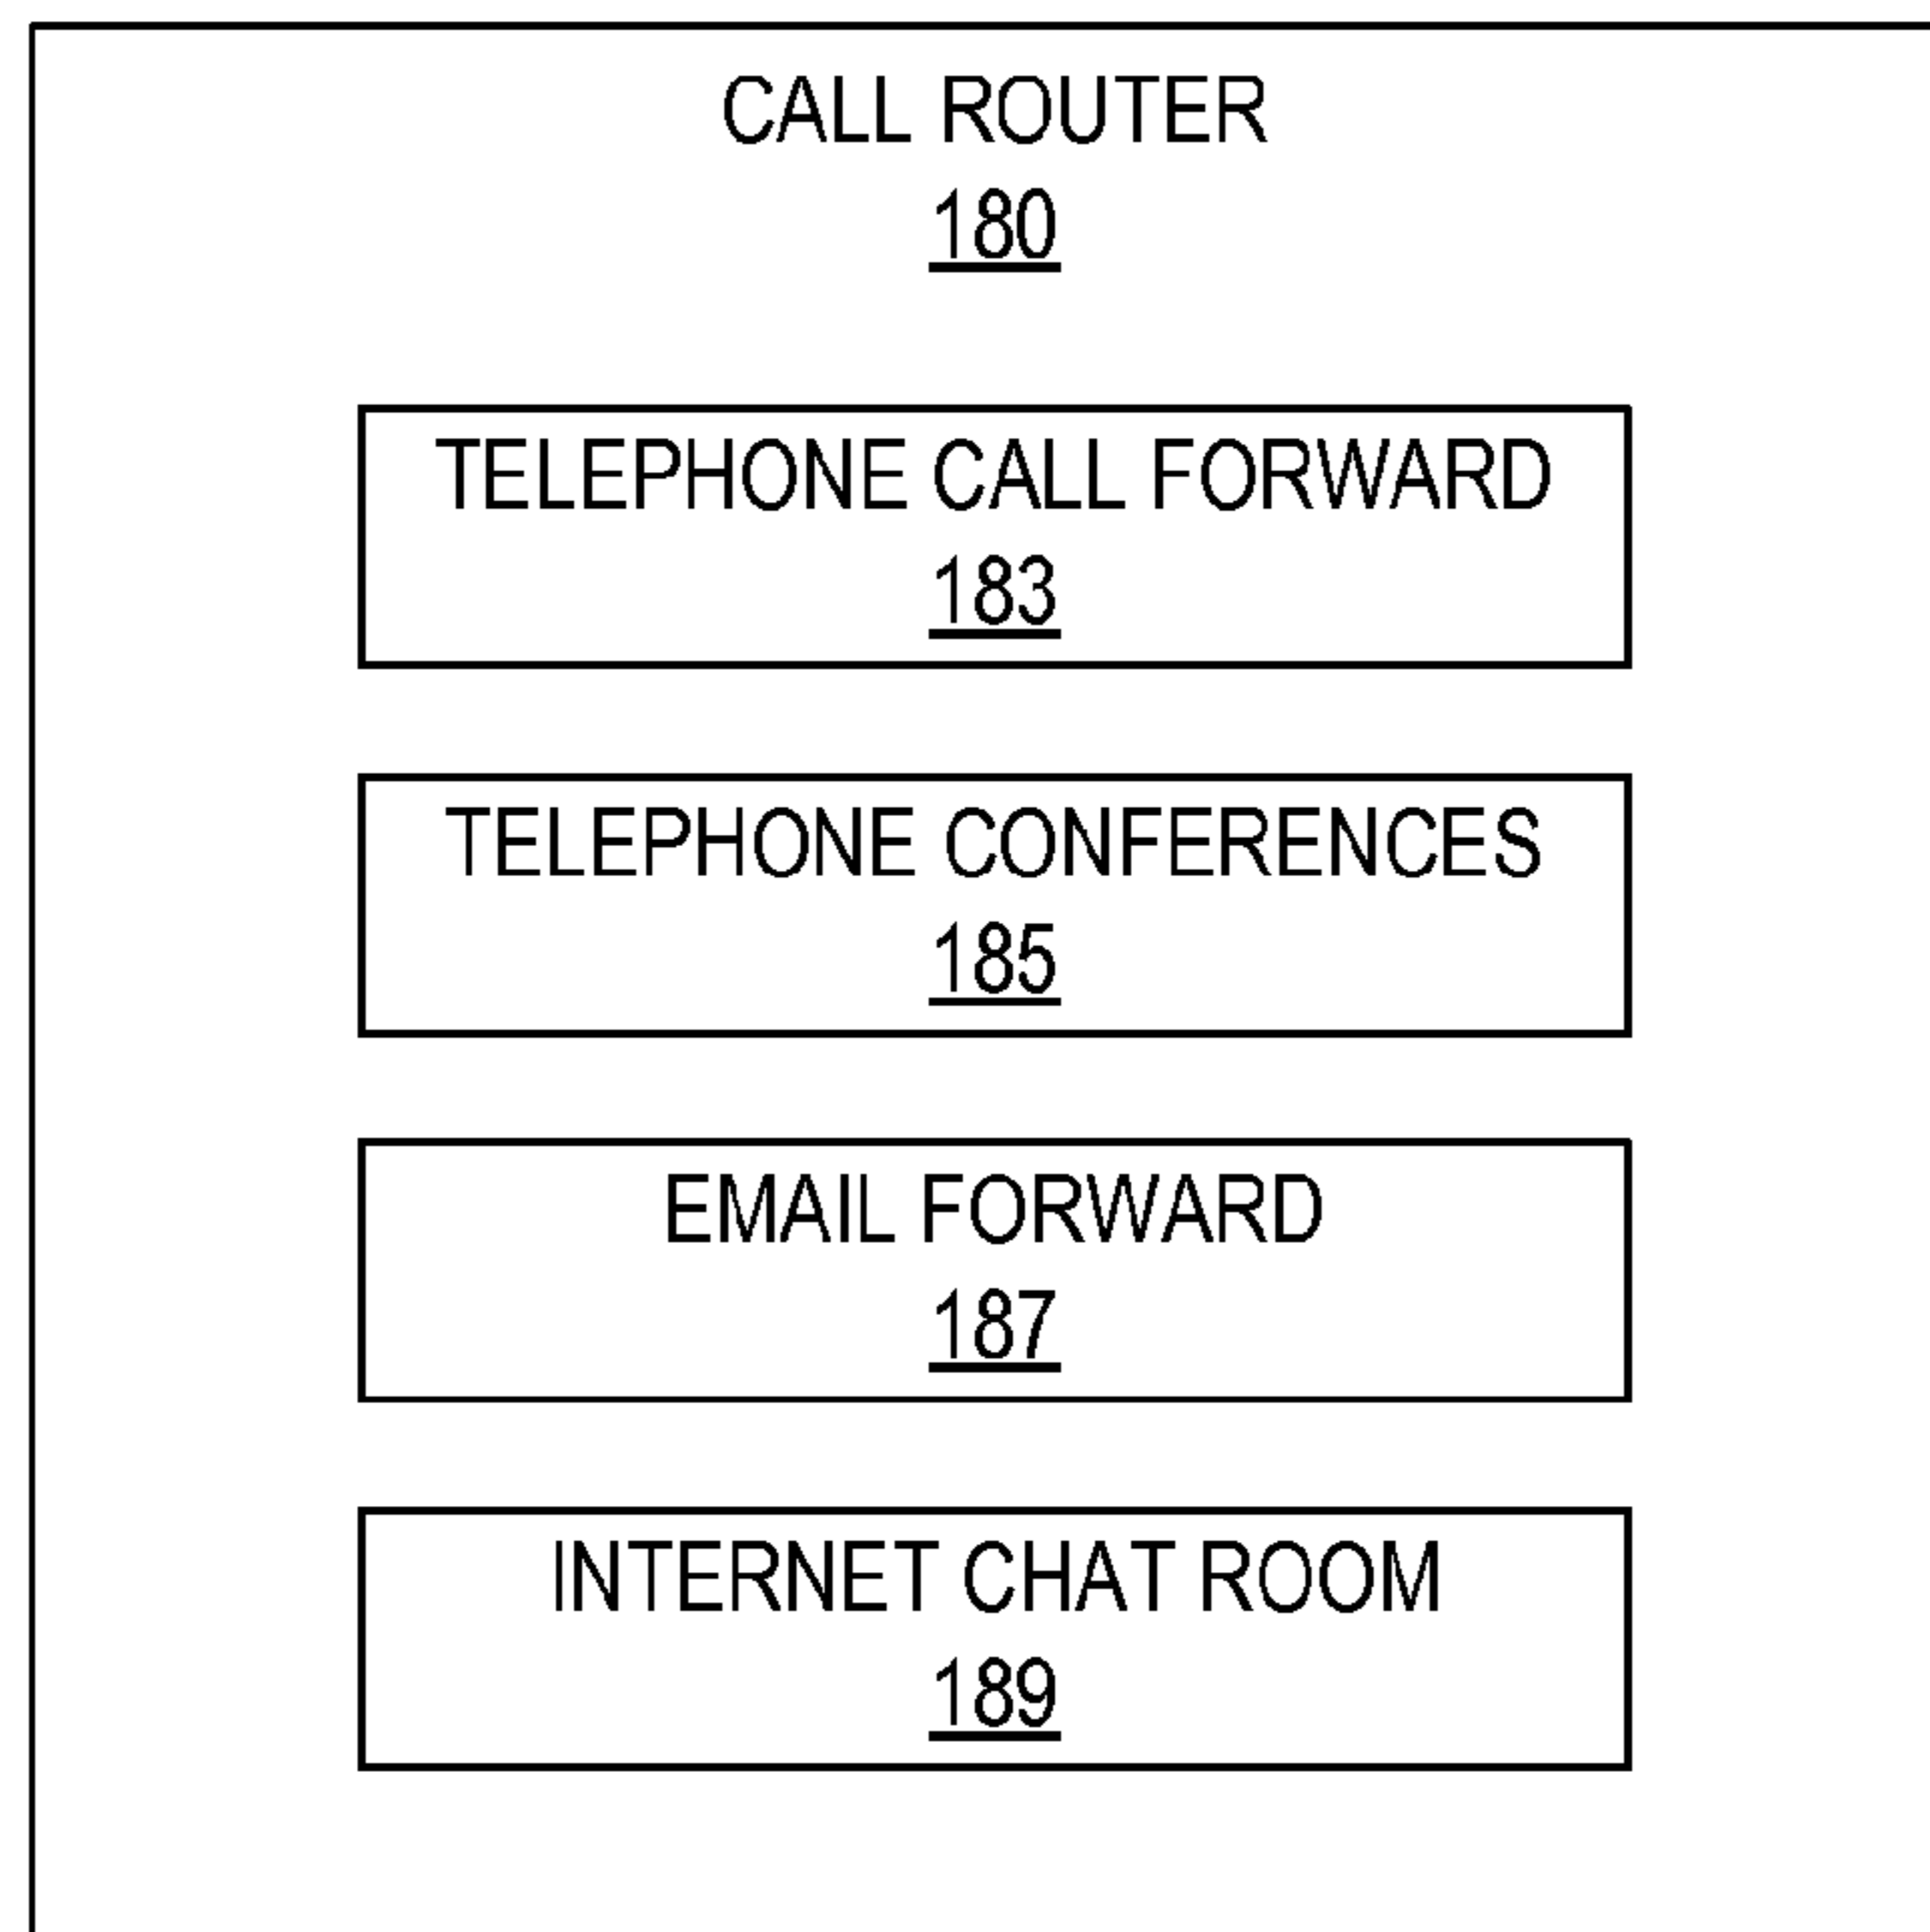 CALL ROUTER
180
TELEPHONE CALL FORWARD
183
TELEPHONE CONFERENCES
185
EMAIL FORWARD
187
INTERNET CHAT ROOM
189